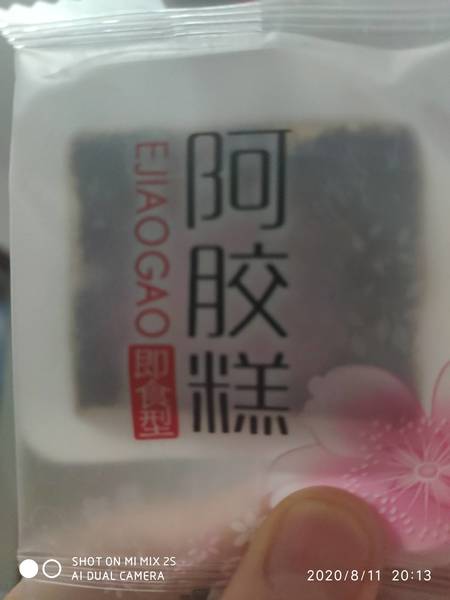 阿胶糕
EJIAOGAO
即食型
SHOT ON MI MIX 2S
AI DUAL CAMERA
2020/8/11 20:13